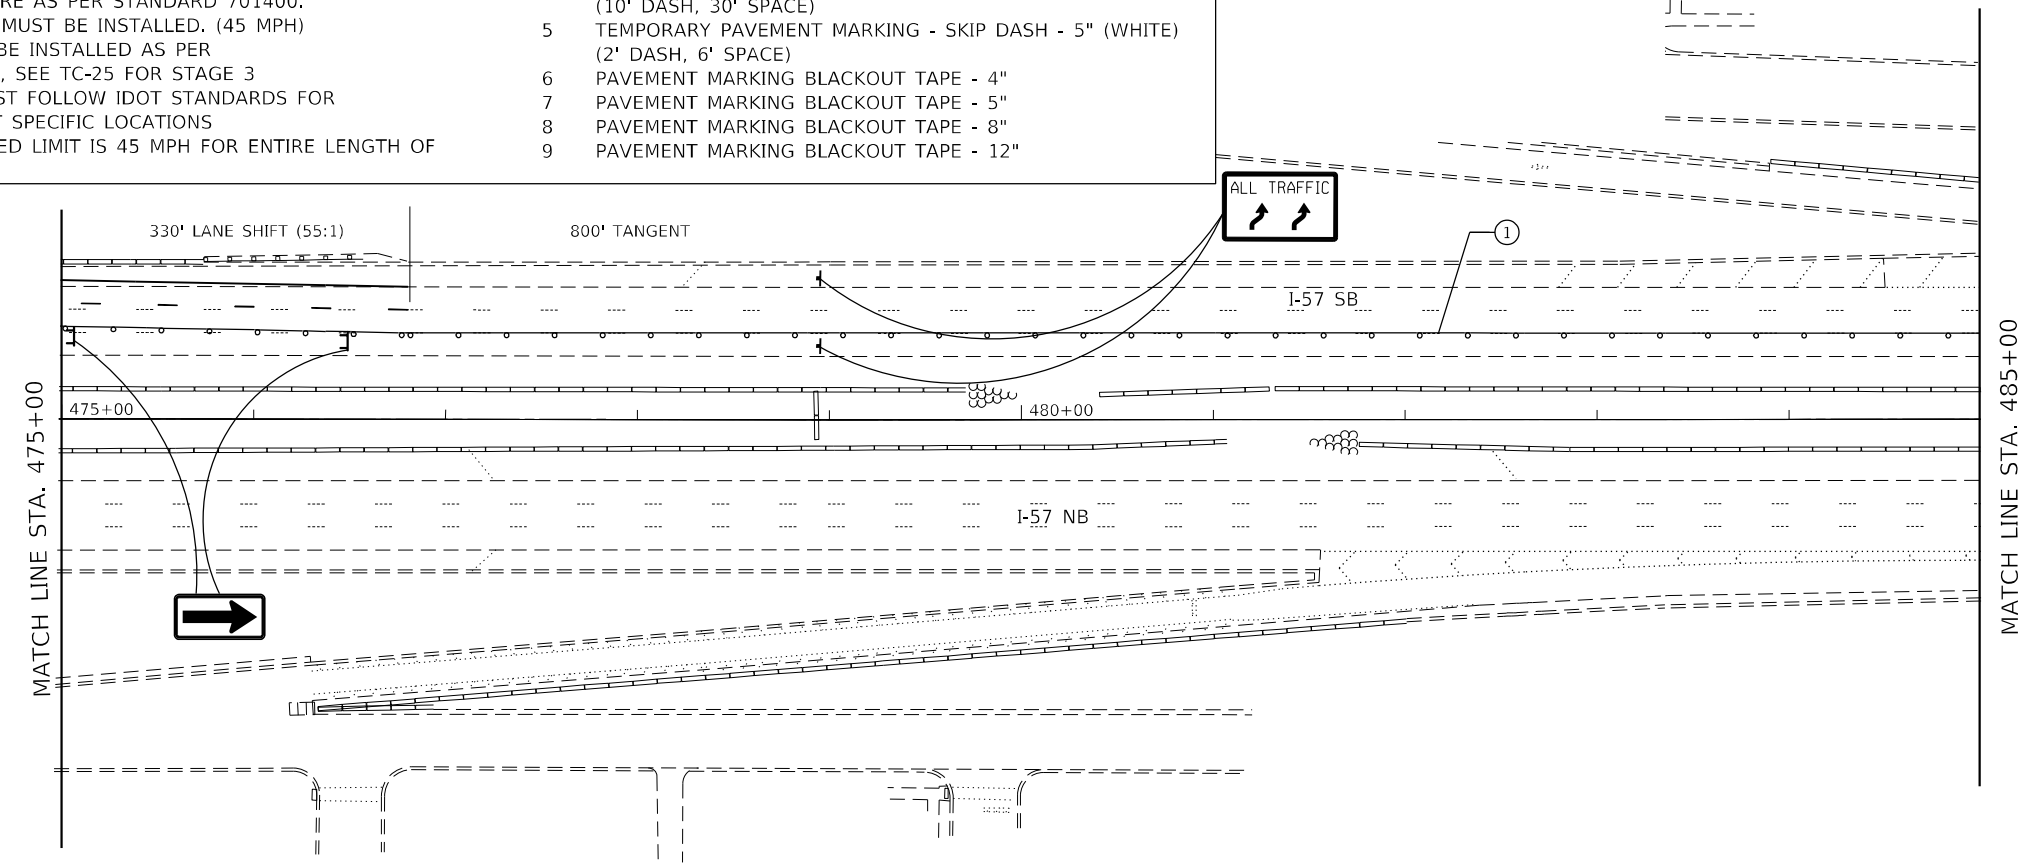 RE AS PER STANDARD 701400.
MUST BE INSTALLED. (45 MPH)
BE INSTALLED AS PER
, SEE TC-25 FOR STAGE 3
ST FOLLOW IDOT STANDARDS FOR
T SPECIFIC LOCATIONS
ED LIMIT IS 45 MPH FOR ENTIRE LENGTH OF
(10' DASH, 30' SPACE)
5 TEMPORARY PAVEMENT MARKING - SKIP DASH - 5" (WHITE)
(2' DASH, 6' SPACE)
6 PAVEMENT MARKING BLACKOUT TAPE - 4"
7 PAVEMENT MARKING BLACKOUT TAPE - 5"
8 PAVEMENT MARKING BLACKOUT TAPE - 8"
9 PAVEMENT MARKING BLACKOUT TAPE - 12"
ALL TRAFFIC
330' LANE SHIFT (55:1)
800' TANGENT
1
I-57 SB
475+00
480+00
I-57 NB
MATCH LINE STA. 475+00
MATCH LINE STA. 485+00